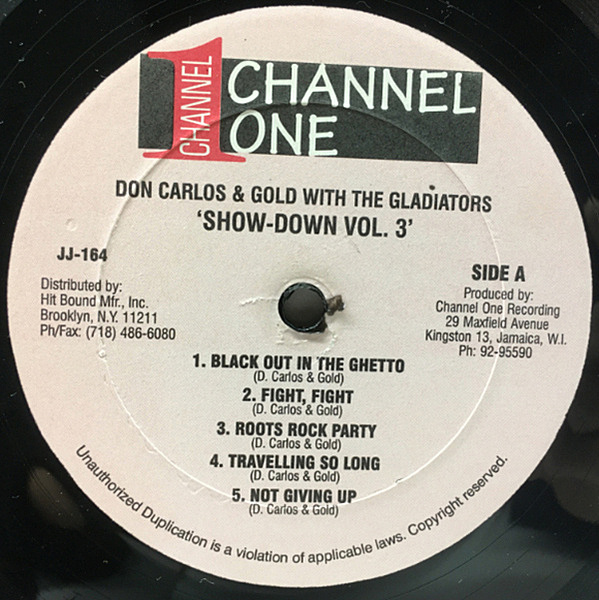 1 CHANNEL
CHANNEL
ONE
DON CARLOS & GOLD WITH THE GLADIATORS
‘SHOW-DOWN VOL. 3’
JJ-164
Distributed by:
Hit Bound Mfr., Inc.
Brooklyn, N.Y. 11211
Ph/Fax: (718) 486-6080
SIDE A
Produced by:
Channel One Recording
29 Maxfield Avenue
Kingston 13, Jamaica, W.I.
Ph: 92-95590
1. BLACK OUT IN THE GHETTO
(D. Carlos & Gold)
2. FIGHT, FIGHT
(D. Carlos & Gold)
3. ROOTS ROCK PARTY
(D. Carlos & Gold)
4. TRAVELLING SO LONG
(D. Carlos & Gold)
5. NOT GIVING UP
(D. Carlos & Gold)
Unauthorized Duplication is a violation of applicable laws. Copyright reserved.